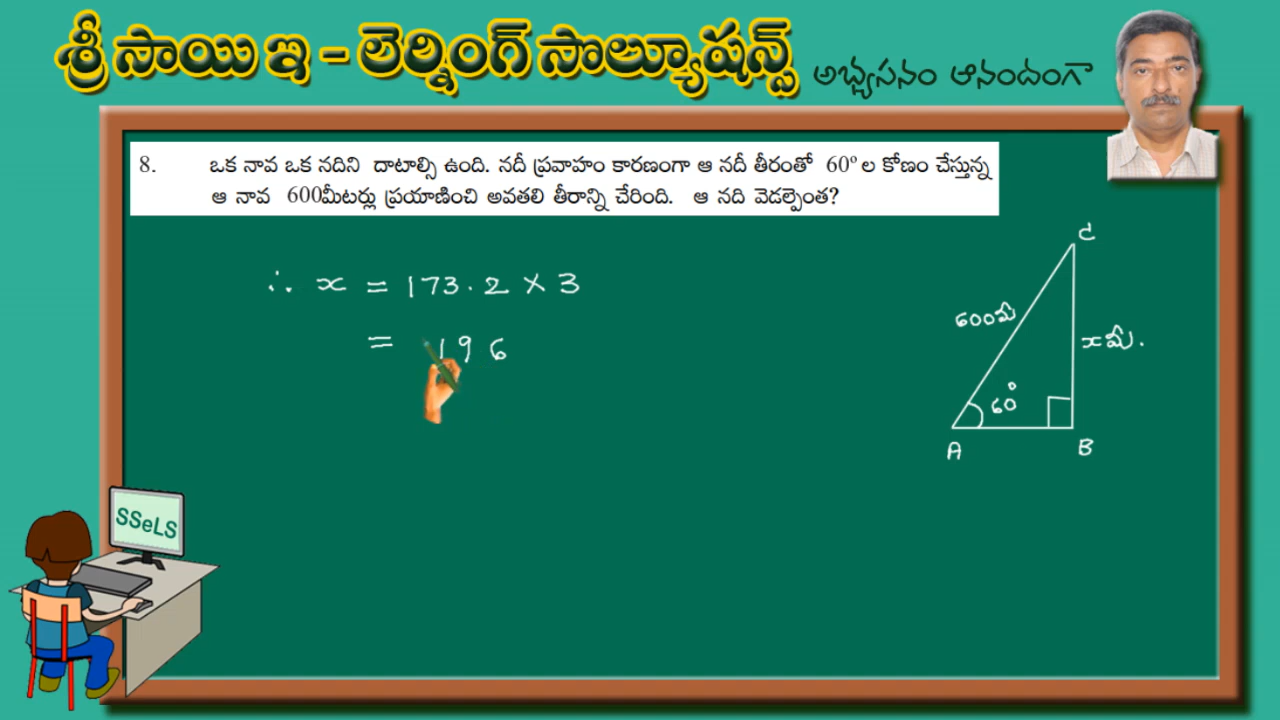 శ్రీ సాయి ఇ - లెర్నింగ్ సొల్యూషన్స్ అభ్యసనం ఆనందంగా
8. ఒక నావ ఒక నదిని దాటాల్సి ఉంది. నదీ ప్రవాహం కారణంగా ఆ నదీ తీరంతో 60° ల కోణం చేస్తున్న
ఆ నావ 600మీటర్లు ప్రయాణించి అవతలి తీరాన్ని చేరింది. ఆ నది వెడల్పెంత?
C
∴ x = 173.2 × 3
600మీ
= 196
xమీ.
60°
A B
SSeLS